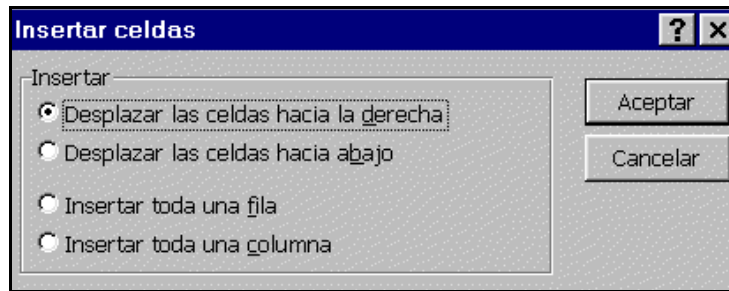 Insertar celdas
Insertar
Desplazar las celdas hacia la derecha
Desplazar las celdas hacia abajo
Insertar toda una fila
Insertar toda una columna
Aceptar
Cancelar